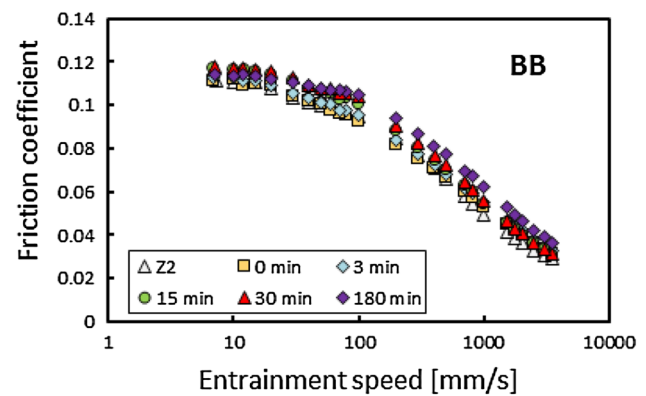 0.14
0.12
0.1
0.08
0.06
0.04
0.02
0
Friction coefficient
BB
Z2 0 min 3 min
15 min 30 min 180 min
1 10 100 1000 10000
Entrainment speed [mm/s]